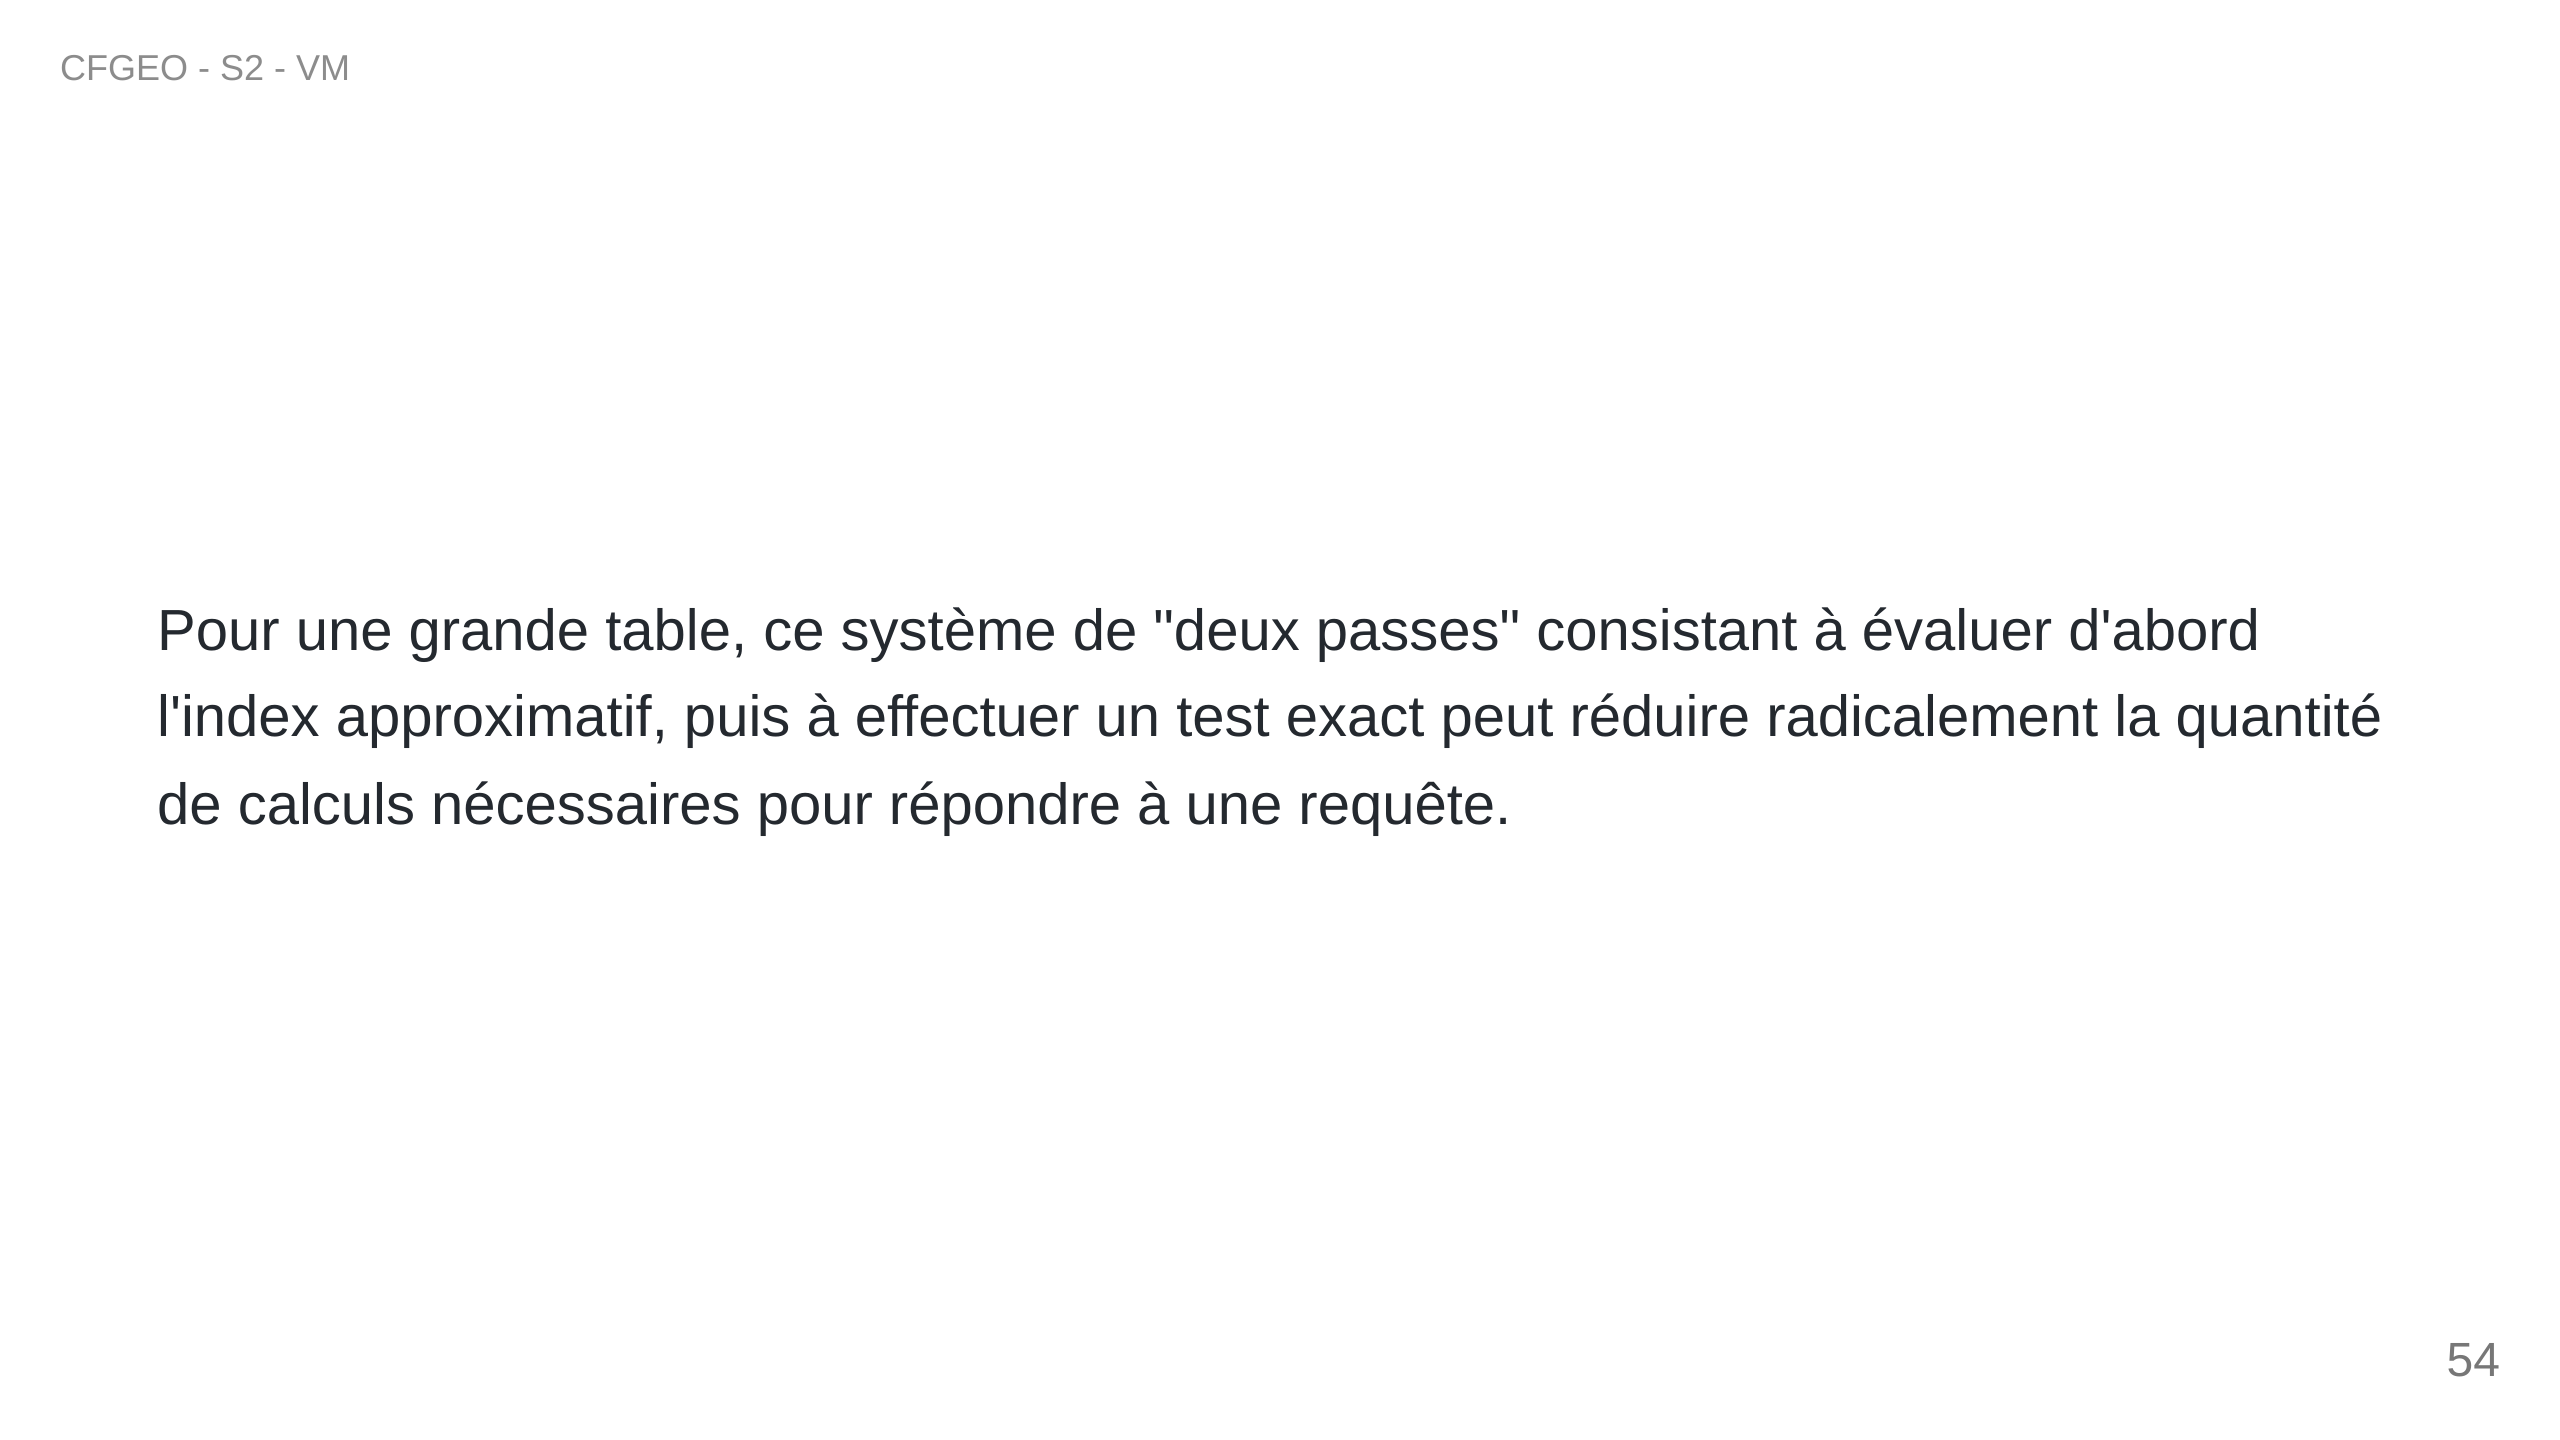 CFGEO - S2 - VM
Pour une grande table, ce système de "deux passes" consistant à évaluer d'abord
l'index approximatif, puis à effectuer un test exact peut réduire radicalement la quantité
de calculs nécessaires pour répondre à une requête.
54